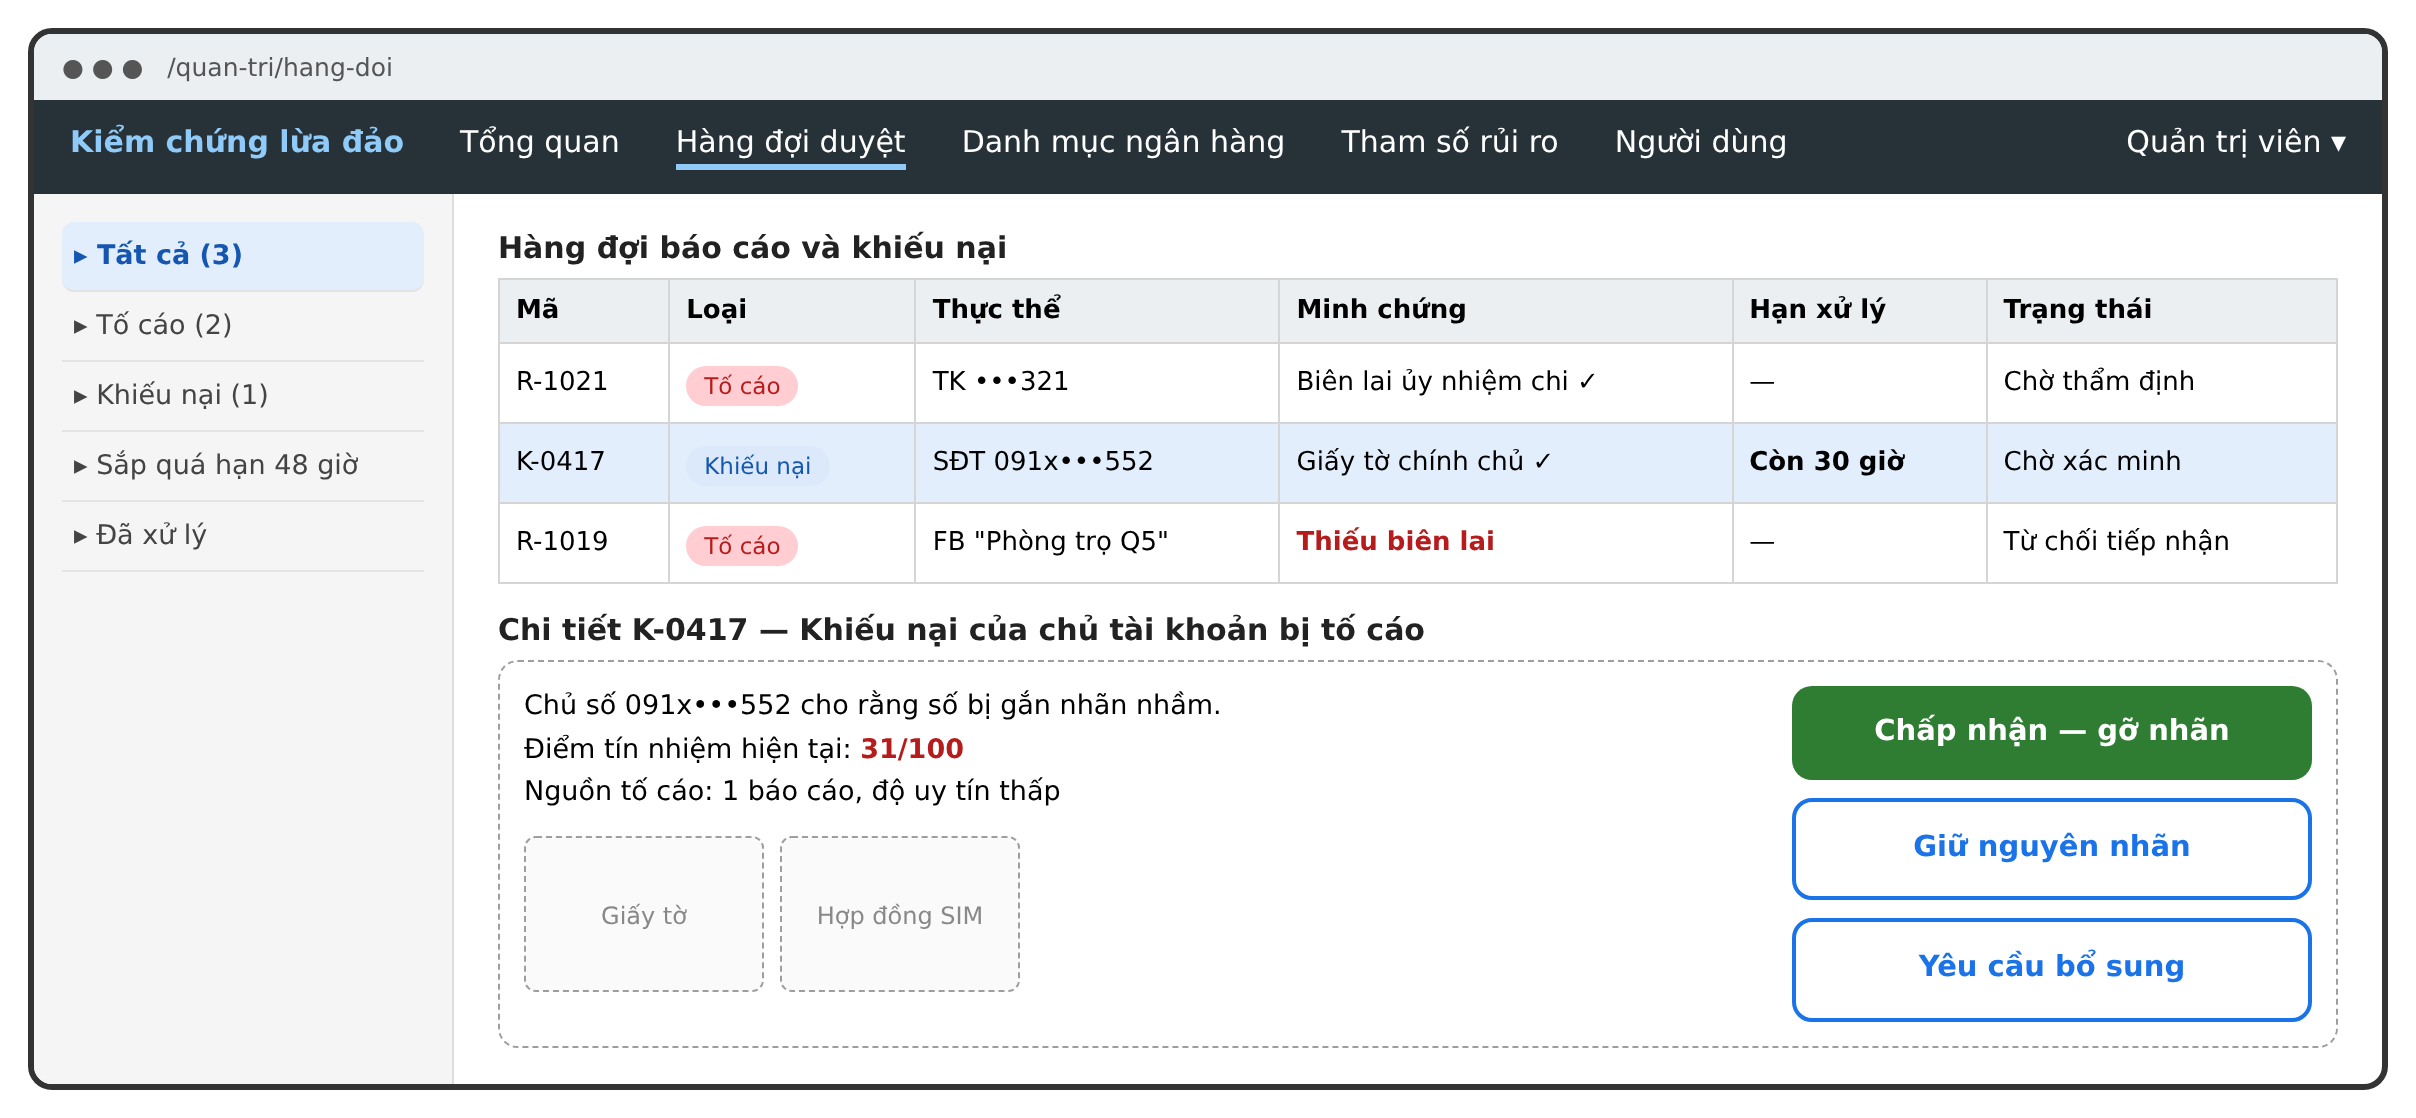 /quan-tri/hang-doi
Kiểm chứng lừa đảo Tổng quan Hàng đợi duyệt Danh mục ngân hàng Tham số rủi ro Người dùng Quản trị viên ▾
▸ Tất cả (3)
▸ Tố cáo (2)
▸ Khiếu nại (1)
▸ Sắp quá hạn 48 giờ
▸ Đã xử lý
Hàng đợi báo cáo và khiếu nại
Mã Loại Thực thể Minh chứng Hạn xử lý Trạng thái
R-1021 Tố cáo TK •••321 Biên lai ủy nhiệm chi ✓ — Chờ thẩm định
K-0417 Khiếu nại SĐT 091x•••552 Giấy tờ chính chủ ✓ Còn 30 giờ Chờ xác minh
R-1019 Tố cáo FB "Phòng trọ Q5" Thiếu biên lai — Từ chối tiếp nhận
Chi tiết K-0417 — Khiếu nại của chủ tài khoản bị tố cáo
Chủ số 091x•••552 cho rằng số bị gắn nhãn nhầm.
Điểm tín nhiệm hiện tại: 31/100
Nguồn tố cáo: 1 báo cáo, độ uy tín thấp
Giấy tờ
Hợp đồng SIM
Chấp nhận — gỡ nhãn
Giữ nguyên nhãn
Yêu cầu bổ sung